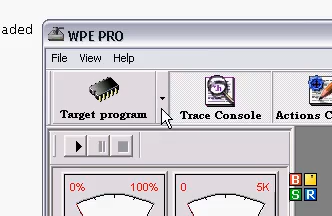 aded
WPE PRO
File View Help
Target program Trace Console Actions C
0% 100% 0 5K
B
S R